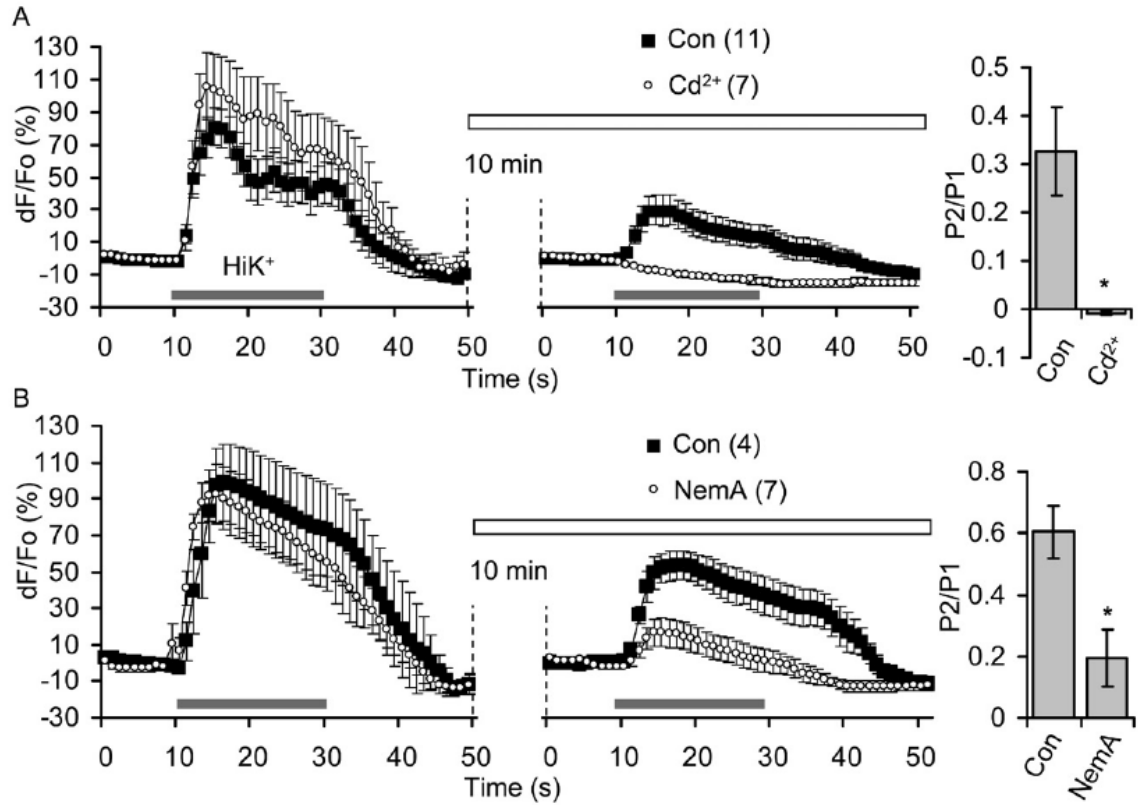 A
130
110
90
70
50
30
10
-10
-30
dF/Fo (%)
HiK⁺
Con (11)
Cd²⁺ (7)
10 min
0 10 20 30 40 50
0 10 20 30 40 50
Time (s)
0.5
0.4
0.3
0.2
0.1
0
-0.1
P2/P1
Con
Cd²⁺
*
B
130
110
90
70
50
30
10
-10
-30
dF/Fo (%)
Con (4)
NemA (7)
10 min
0 10 20 30 40 50
0 10 20 30 40 50
Time (s)
0.8
0.6
0.4
0.2
0
P2/P1
*
Con
NemA